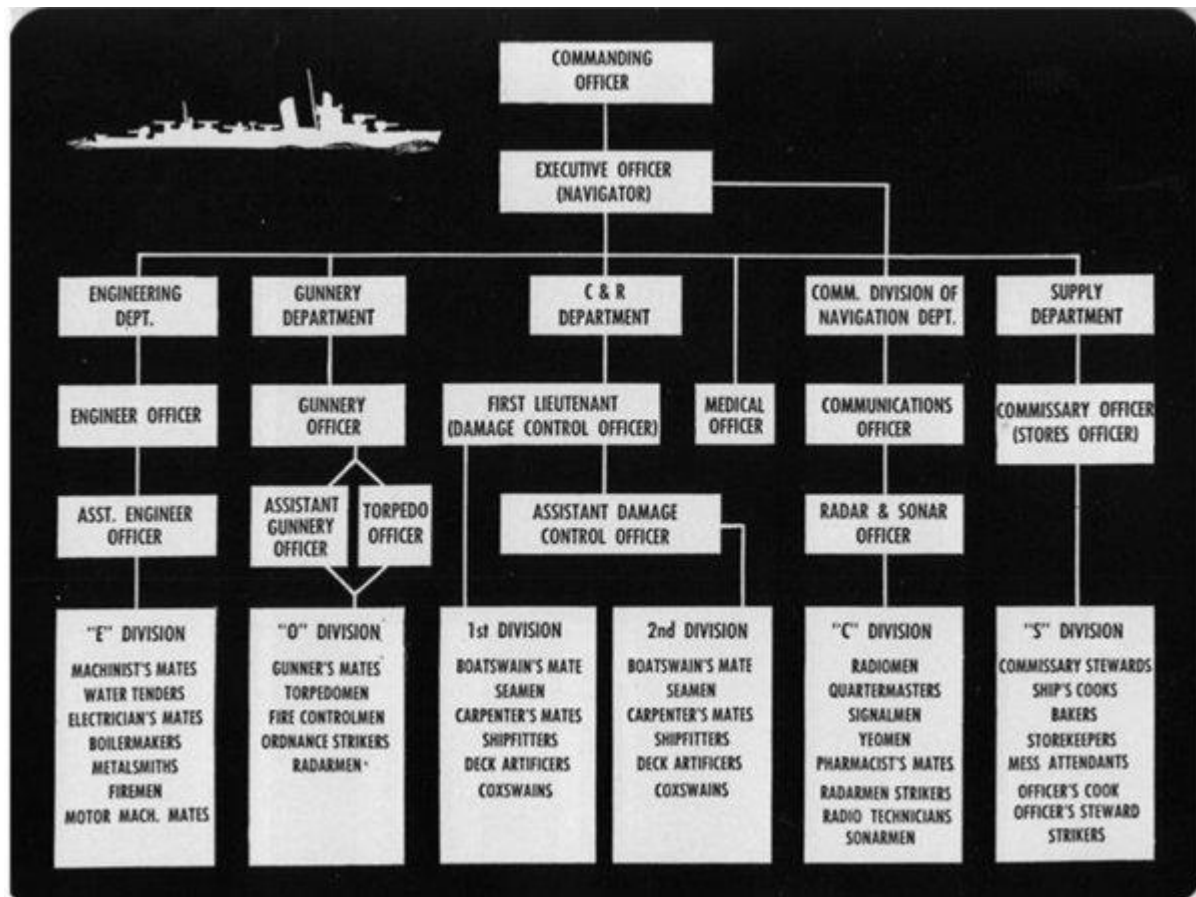 COMMANDING
OFFICER
EXECUTIVE OFFICER
(NAVIGATOR)
ENGINEERING
DEPT.
GUNNERY
DEPARTMENT
C & R
DEPARTMENT
COMM. DIVISION OF
NAVIGATION DEPT.
SUPPLY
DEPARTMENT
ENGINEER OFFICER
GUNNERY
OFFICER
FIRST LIEUTENANT
(DAMAGE CONTROL OFFICER)
MEDICAL
OFFICER
COMMUNICATIONS
OFFICER
COMMISSARY OFFICER
(STORES OFFICER)
ASST. ENGINEER
OFFICER
ASSISTANT
GUNNERY
OFFICER
TORPEDO
OFFICER
ASSISTANT DAMAGE
CONTROL OFFICER
RADAR & SONAR
OFFICER
"E" DIVISION
MACHINIST'S MATES
WATER TENDERS
ELECTRICIAN'S MATES
BOILERMAKERS
METALSMITHS
FIREMEN
MOTOR MACH. MATES
"O" DIVISION
GUNNER'S MATES
TORPEDOMEN
FIRE CONTROLMEN
ORDNANCE STRIKERS
RADARMEN
1st DIVISION
BOATSWAIN'S MATE
SEAMEN
CARPENTER'S MATES
SHIPFITTERS
DECK ARTIFICERS
COXSWAINS
2nd DIVISION
BOATSWAIN'S MATE
SEAMEN
CARPENTER'S MATES
SHIPFITTERS
DECK ARTIFICERS
COXSWAINS
"C" DIVISION
RADIOMEN
QUARTERMASTERS
SIGNALMEN
YEOMEN
PHARMACIST'S MATES
RADARMEN STRIKERS
RADIO TECHNICIANS
SONARMEN
"S" DIVISION
COMMISSARY STEWARDS
SHIP'S COOKS
BAKERS
STOREKEEPERS
MESS ATTENDANTS
OFFICER'S COOK
OFFICER'S STEWARD
STRIKERS